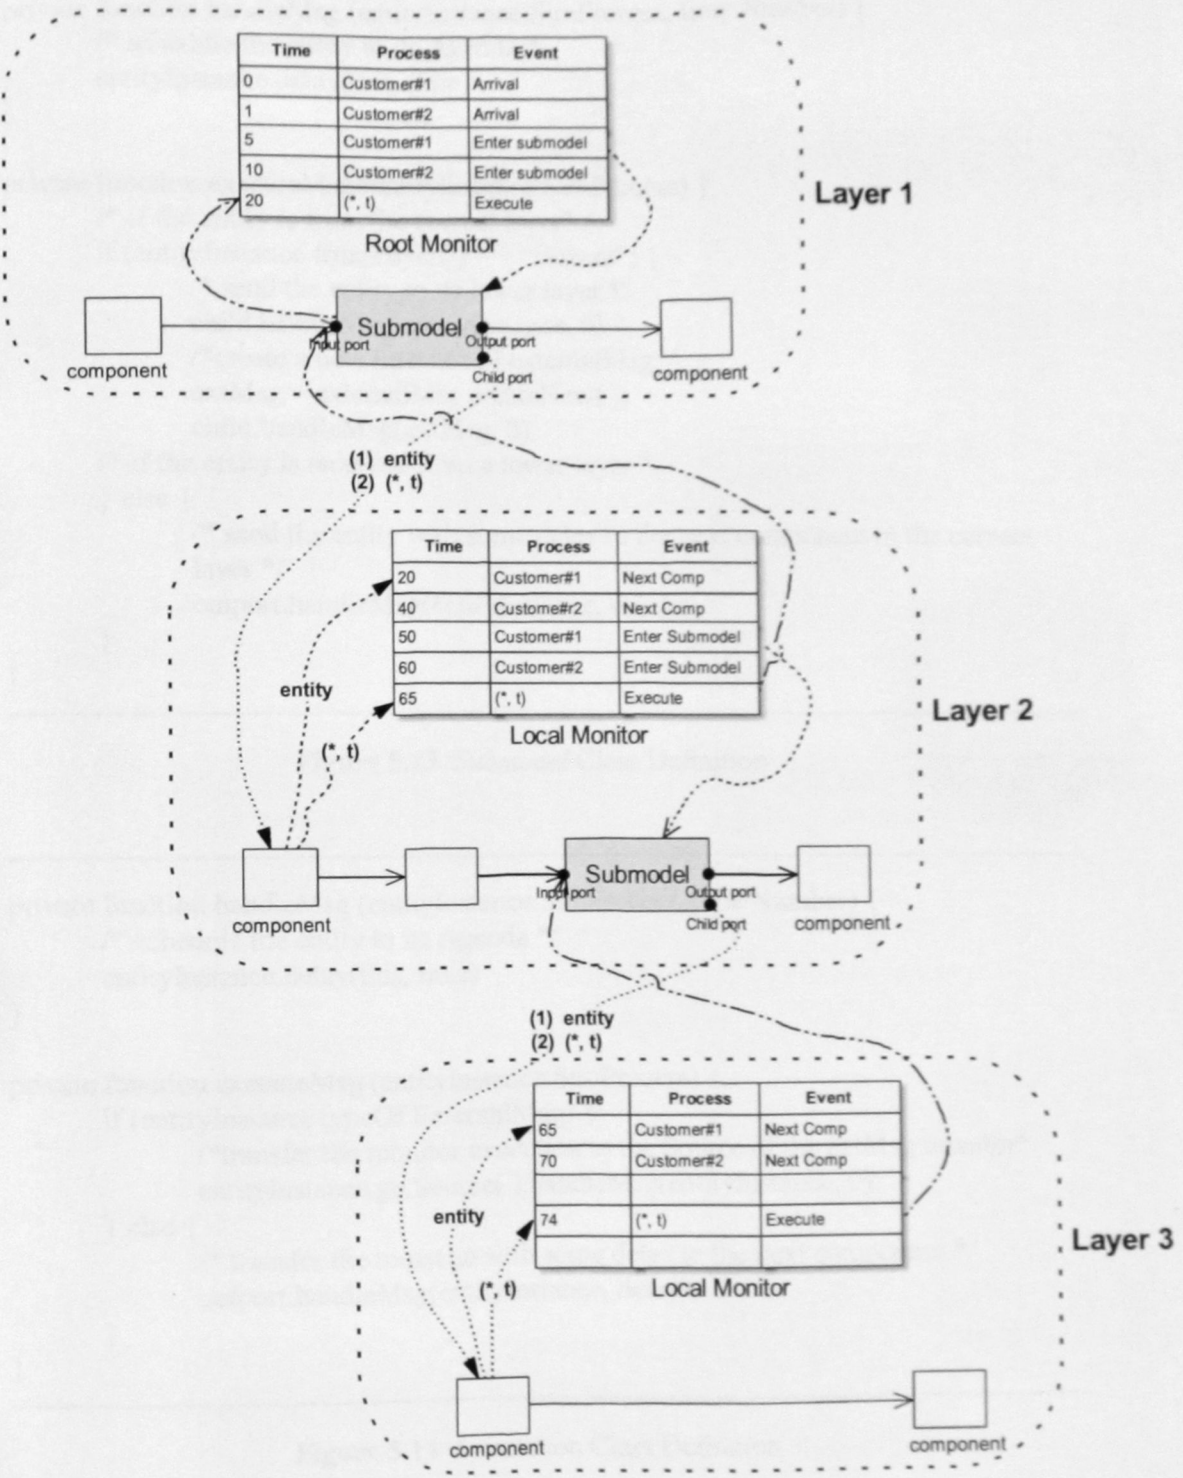 Time Process Event
0 Customer#1 Arrival
1 Customer#2 Arrival
5 Customer#1 Enter submodel
10 Customer#2 Enter submodel
20 (*, t) Execute
Root Monitor
Layer 1
Submodel
Input port
Output port
Child port
component
component
(1) entity
(2) (*, t)
Time Process Event
20 Customer#1 Next Comp
40 Custome#r2 Next Comp
50 Customer#1 Enter Submodel
60 Customer#2 Enter Submodel
65 (*, t) Execute
Local Monitor
Layer 2
entity
(*, t)
Submodel
Input port
Output port
Child port
component
component
(1) entity
(2) (*, t)
Time Process Event
65 Customer#1 Next Comp
70 Customer#2 Next Comp
74 (*, t) Execute
Local Monitor
Layer 3
entity
(*, t)
component
component